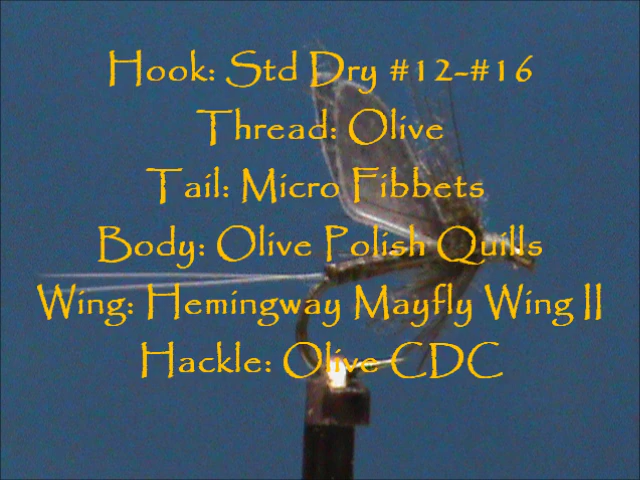 Hook: Std Dry #12-#16
Thread: Olive
Tail: Micro Fibbets
Body: Olive Polish Quills
Wing: Hemingway Mayfly Wing II
Hackle: Olive CDC